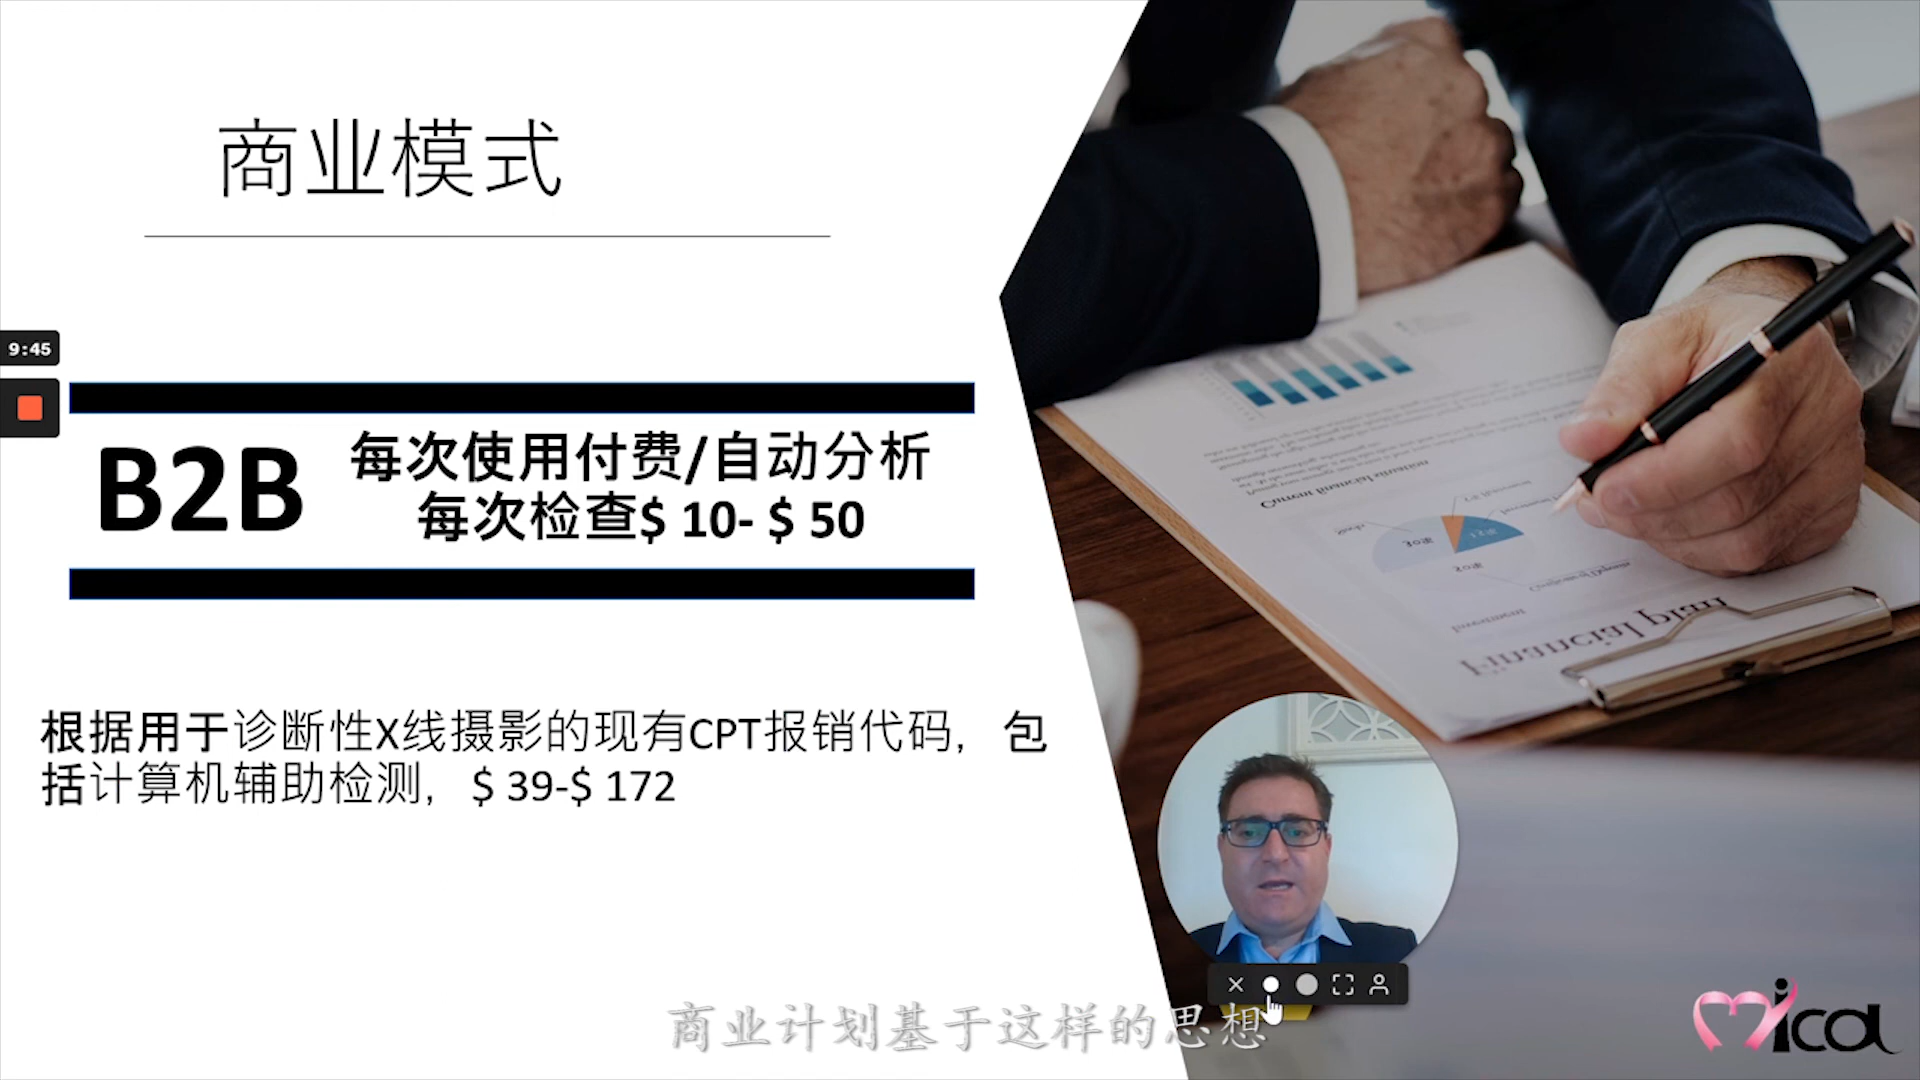 商业模式
9:45
B2B
每次使用付费/自动分析
每次检查$ 10- $ 50
根据用于诊断性X线摄影的现有CPT报销代码, 包
括计算机辅助检测, $ 39-$ 172
Financial plan
商业计划基于这样的思想
Mical